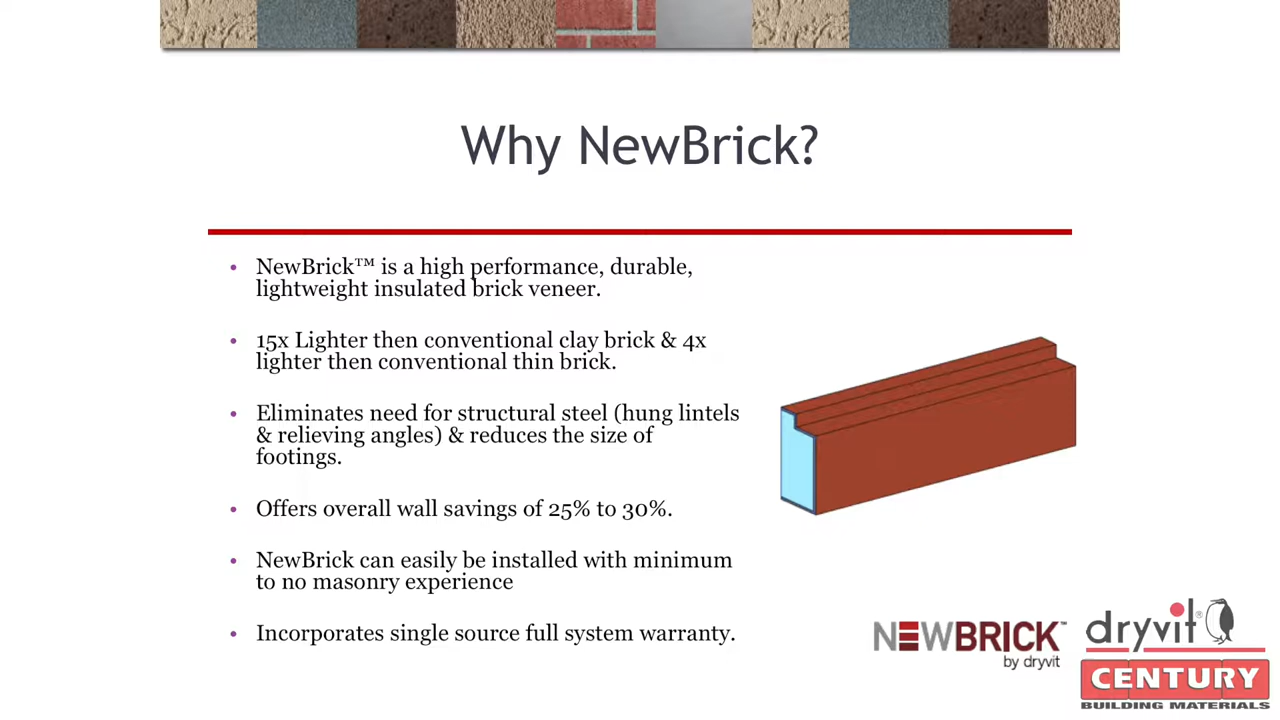 Why NewBrick?
• NewBrick™ is a high performance, durable,
lightweight insulated brick veneer.
• 15x Lighter then conventional clay brick & 4x
lighter then conventional thin brick.
• Eliminates need for structural steel (hung lintels
& relieving angles) & reduces the size of
footings.
• Offers overall wall savings of 25% to 30%.
• NewBrick can easily be installed with minimum
to no masonry experience
• Incorporates single source full system warranty.
NEWBRICK™
by dryvit
dryvit®
CENTURY
BUILDING MATERIALS